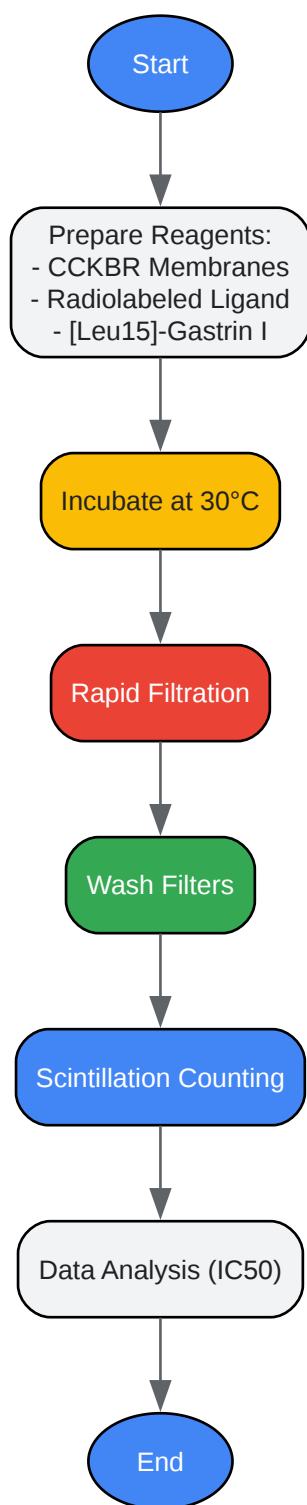 Start
Prepare Reagents:
- CCKBR Membranes
- Radiolabeled Ligand
- [Leu15]-Gastrin I
Incubate at 30°C
Rapid Filtration
Wash Filters
Scintillation Counting
Data Analysis (IC50)
End